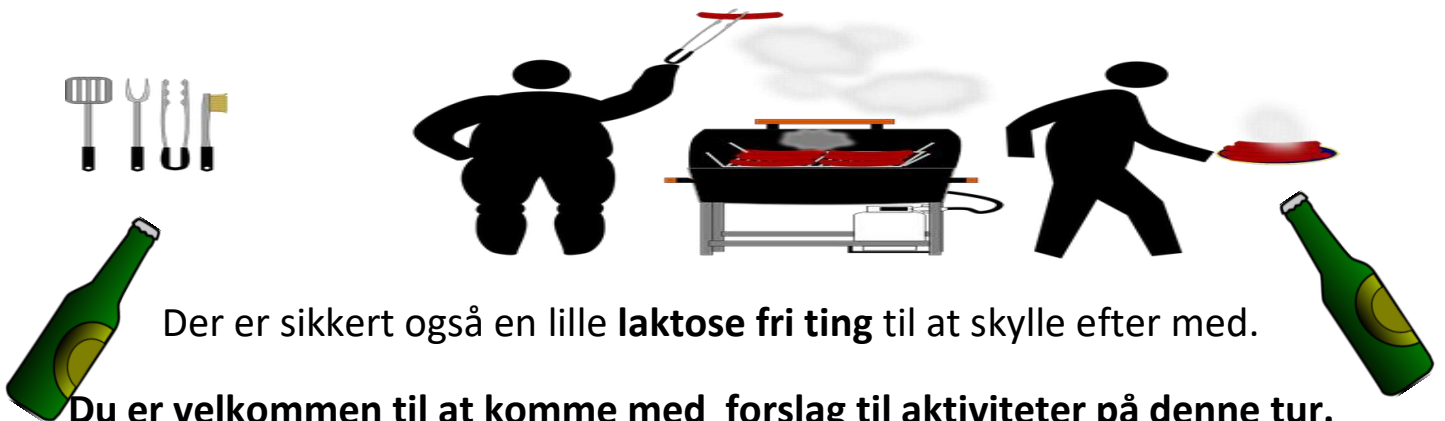 Der er sikkert også en lille laktose fri ting til at skylle efter med.
Du er velkommen til at komme med  forslag til aktiviteter på denne tur.